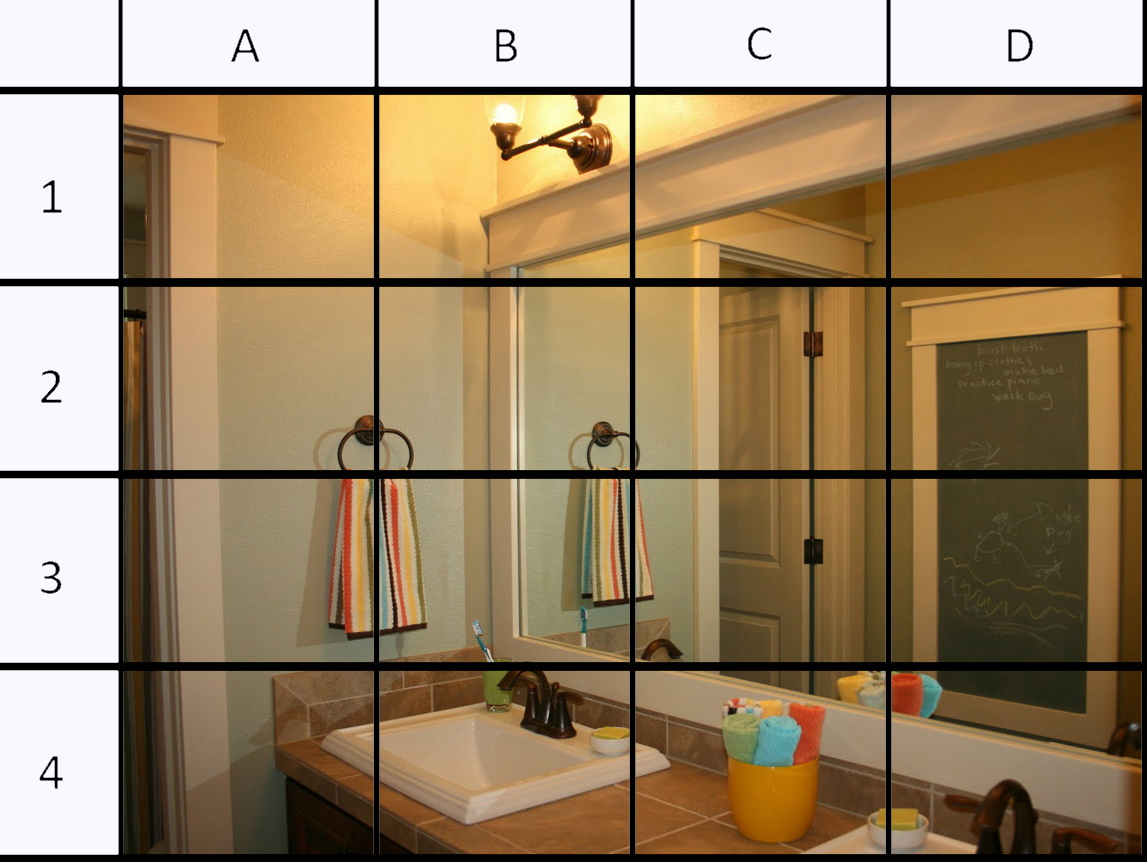 A B C D
1
2
brush teeth
hang up clothes
make bed
practice piano
walk Dog
3
Duke
Dog
4